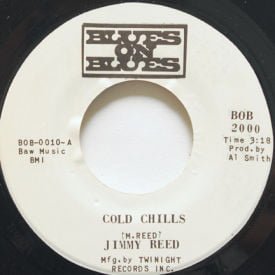 BLUES
ON
BLUES
BOB-0010-A
Baw Music
BMI
BOB
2000
Time 3:18
Prod.by
Al Smith
COLD CHILLS
(M.REED)
JIMMY REED
Mfg.by TWINIGHT
RECORDS INC.